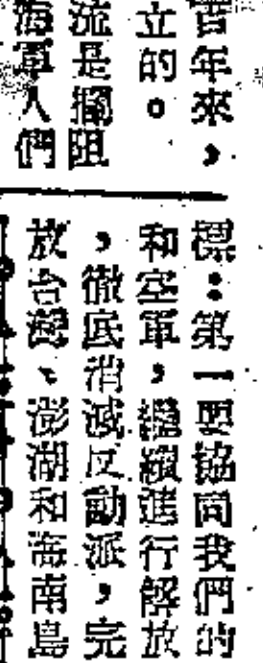 百年來，
立的。
流是攔阻
海軍人們
標：第一要協同我們的
和空軍，繼續進行解放
，徹底消滅反動派，完
放台灣、澎湖和海南島